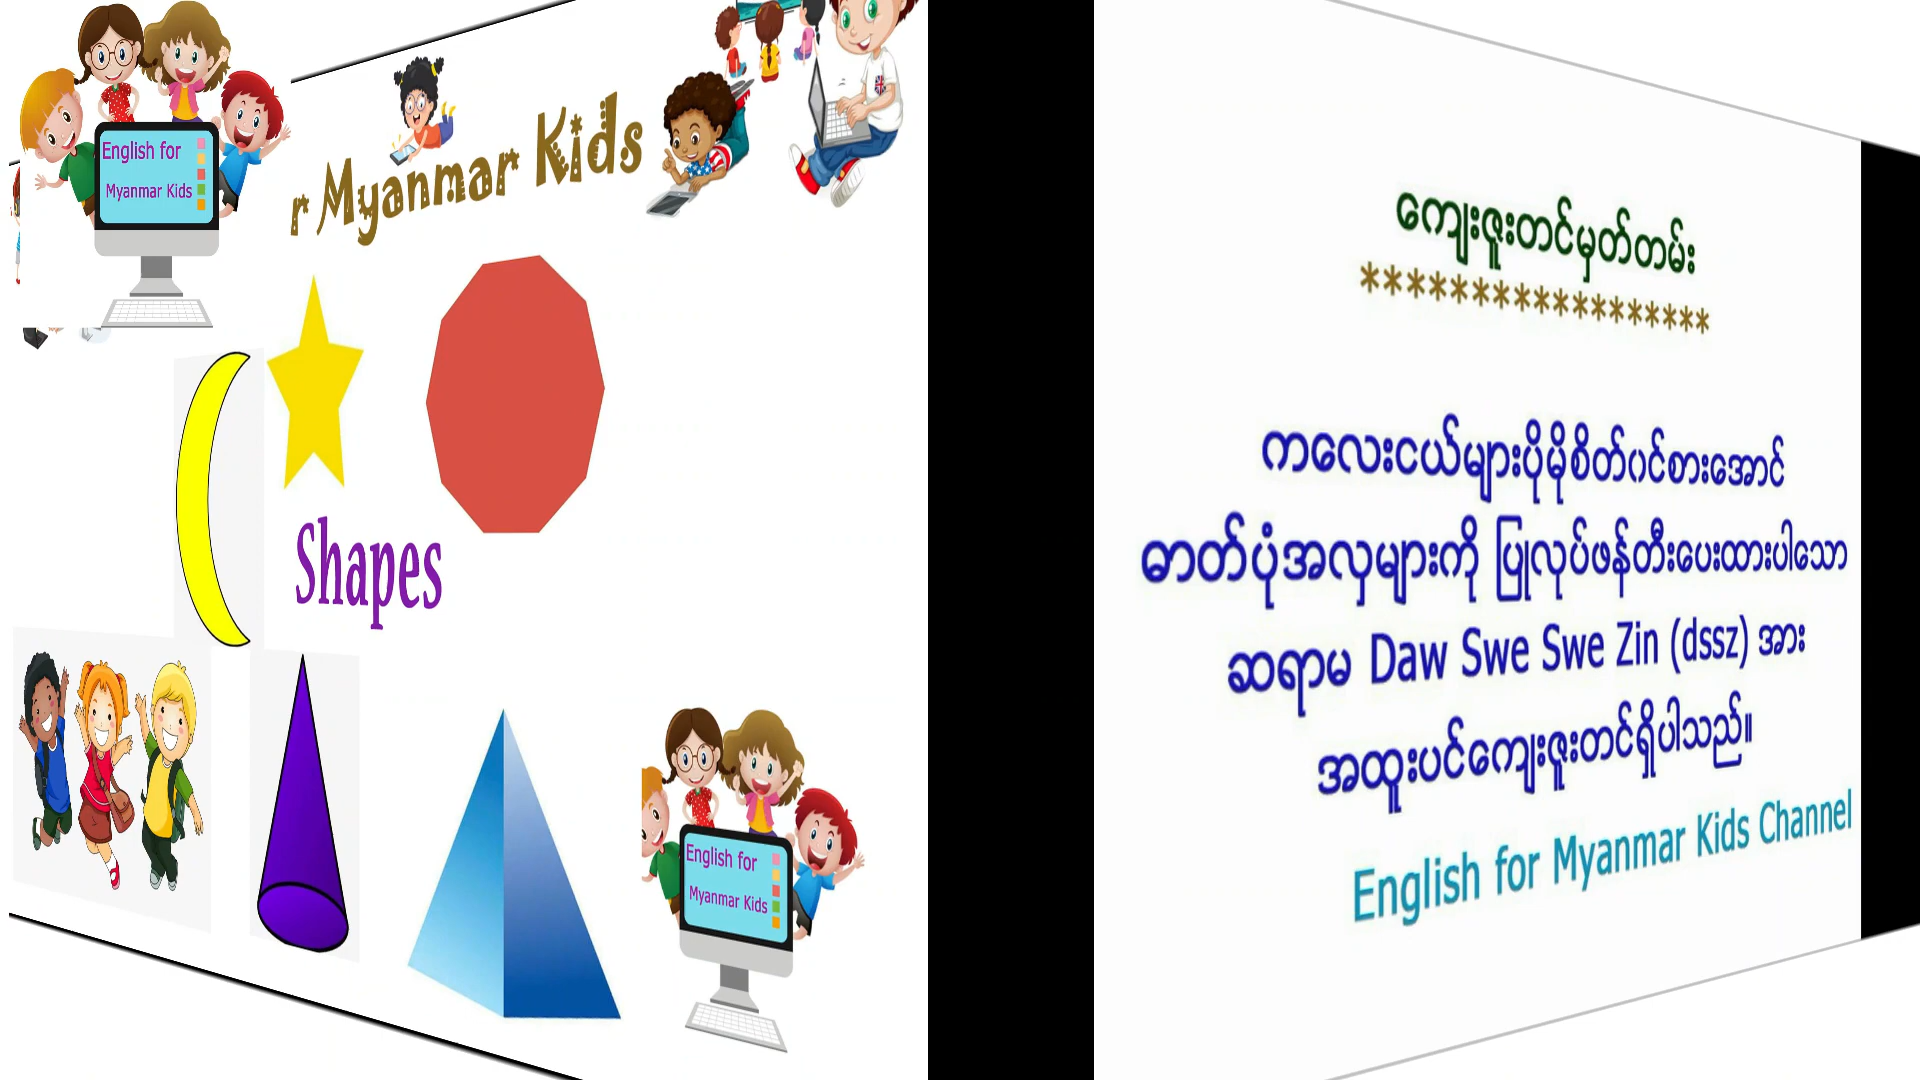 English for
Myanmar Kids
r Myanmar Kids
Shapes
English for
Myanmar Kids
ကျေးဇူးတင်မှတ်တမ်း
*****************
ကလေးငယ်များပိုမိုစိတ်ဝင်စားအောင်
ဓာတ်ပုံအလှများကို ပြုလုပ်ဖန်တီးပေးထားပါသော
ဆရာမ Daw Swe Swe Zin (dssz) အား
အထူးပင်ကျေးဇူးတင်ရှိပါသည်။
English for Myanmar Kids Channel